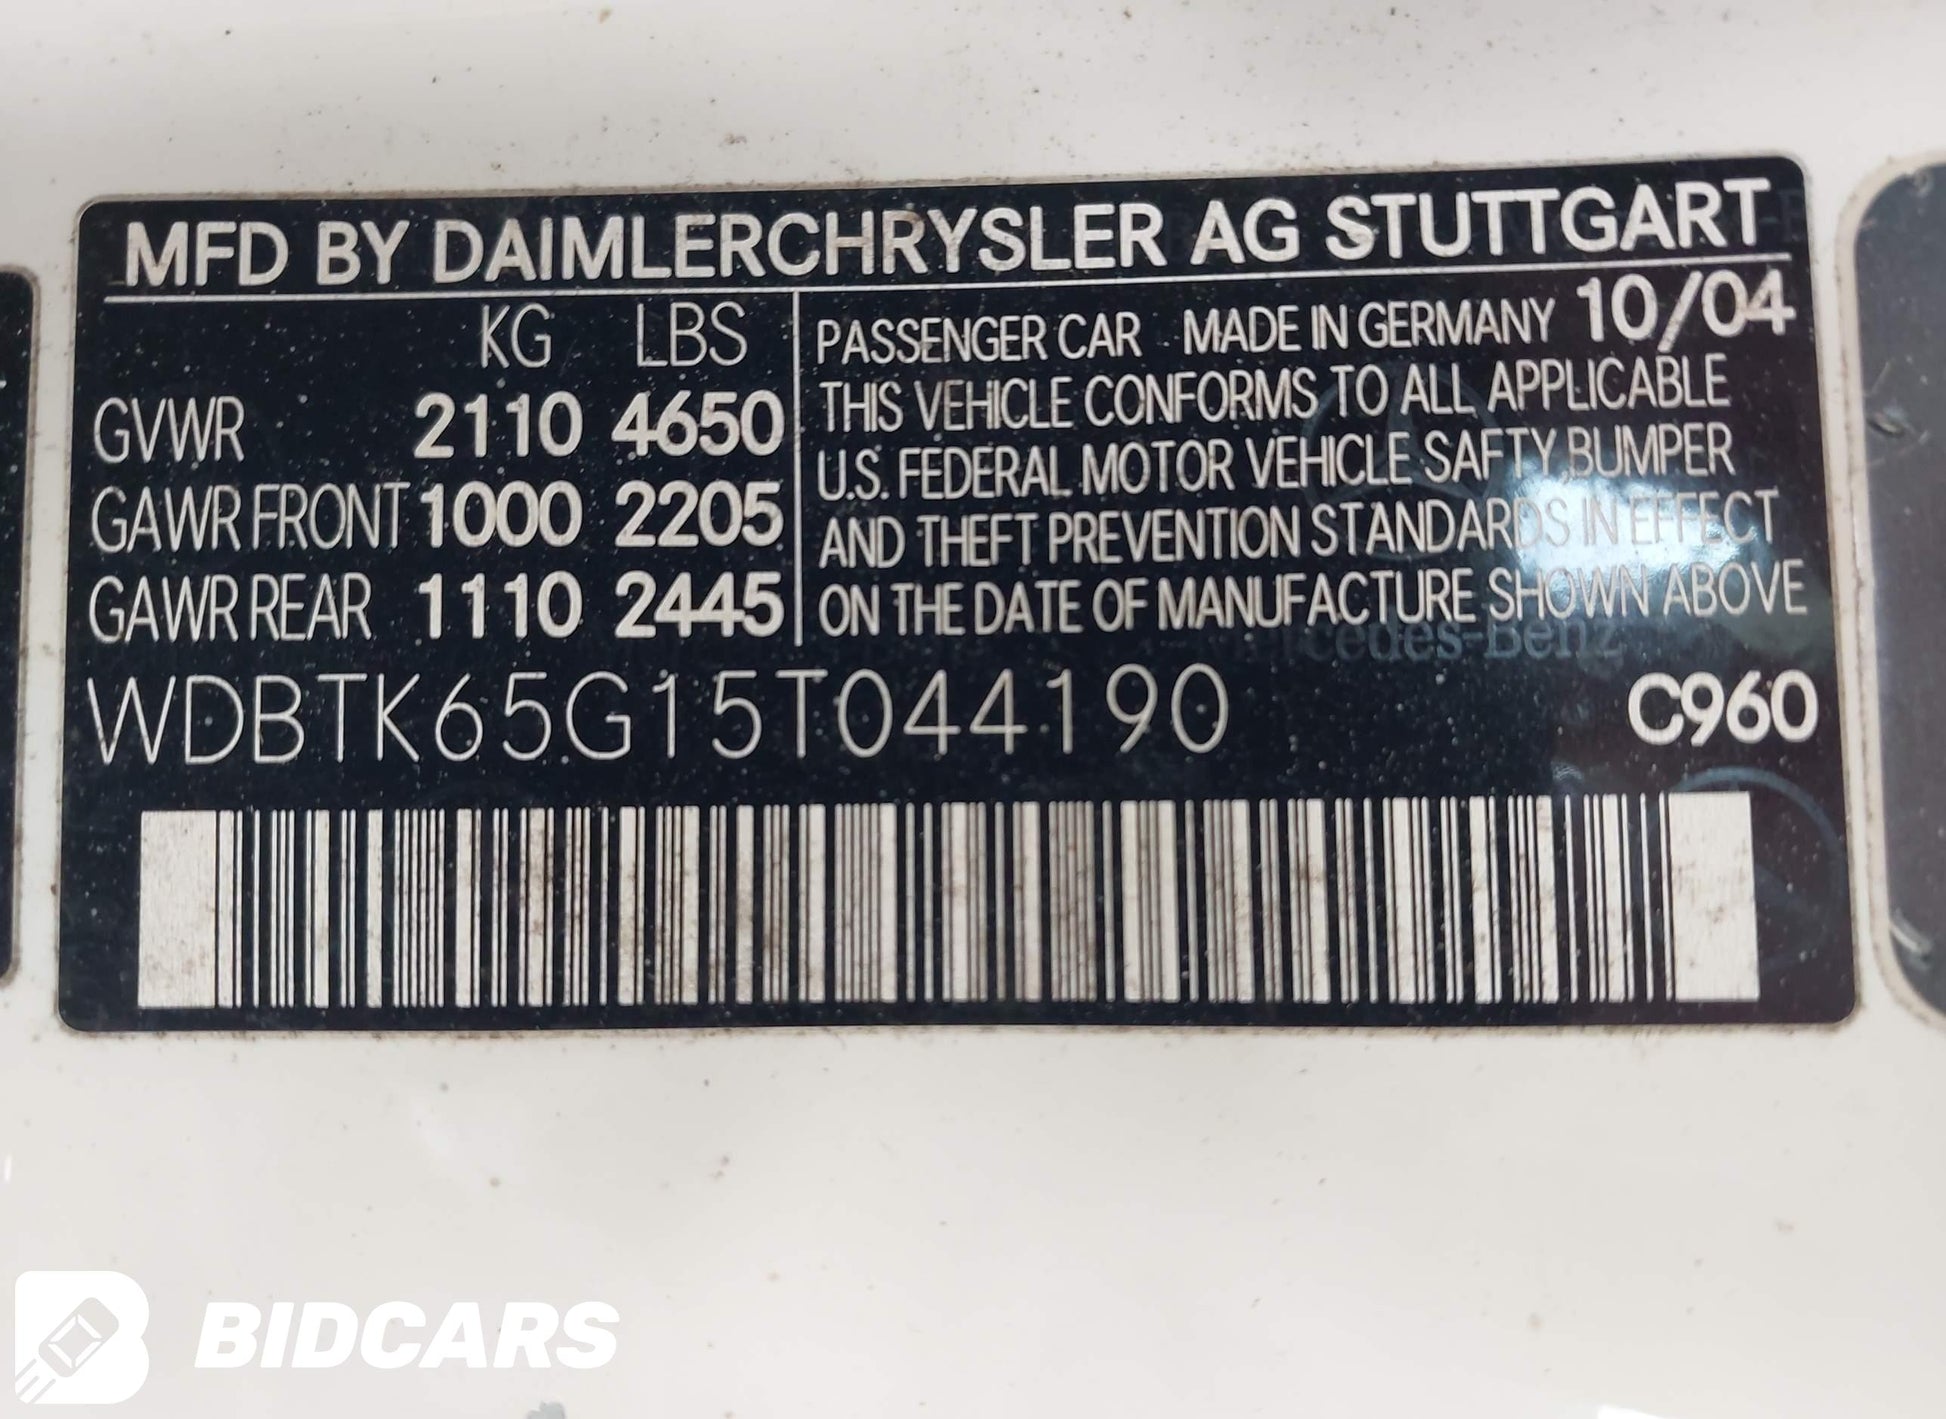 MFD BY DAIMLERCHRYSLER AG STUTTGART
KG LBS
GVWR 2110 4650
GAWR FRONT 1000 2205
GAWR REAR 1110 2445
PASSENGER CAR MADE IN GERMANY 10/04
THIS VEHICLE CONFORMS TO ALL APPLICABLE
U.S. FEDERAL MOTOR VEHICLE SAFTY, BUMPER
AND THEFT PREVENTION STANDARDS IN EFFECT
ON THE DATE OF MANUFACTURE SHOWN ABOVE
Mercedes-Benz
WDBTK65G15T044190 C960
BIDCARS